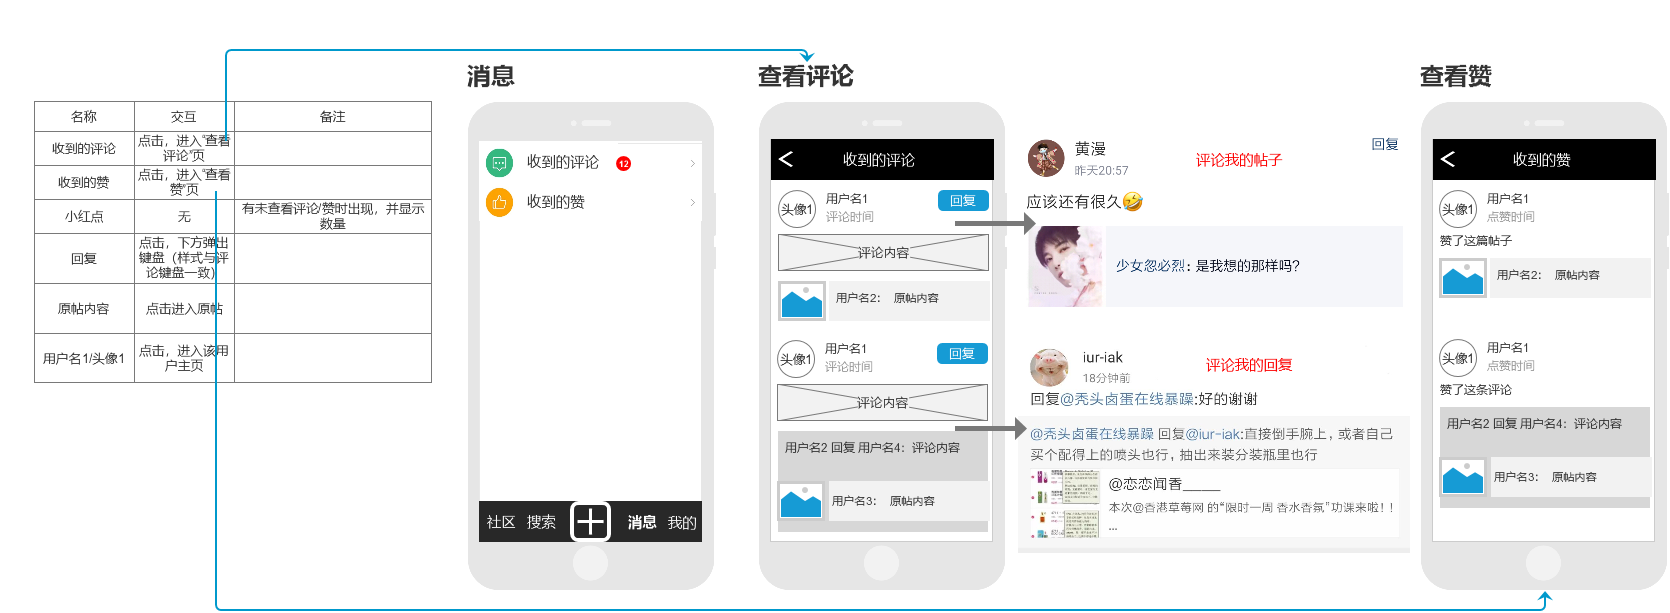 名称 交互 备注
收到的评论 点击，进入“查看
评论”页
收到的赞 点击，进入“查看
赞”页
小红点 无 有未查看评论/赞时出现，并显示
数量
回复 点击，下方弹出
键盘（样式与评
论键盘一致）
原帖内容 点击进入原帖
用户名1/头像1 点击，进入该用
户主页
消息
收到的评论 12
收到的赞
社区 搜索 消息 我的
查看评论
收到的评论
头像1 用户名1 回复
评论时间
评论内容
用户名2： 原帖内容
头像1 用户名1 回复
评论时间
评论内容
用户名2 回复 用户名4：评论内容
用户名3： 原帖内容
黄漫 评论我的帖子 回复
昨天20:57
应该还有很久
少女忽必烈：是我想的那样吗？
iur-iak 评论我的回复
18分钟前
回复@秃头卤蛋在线暴躁:好的谢谢
@秃头卤蛋在线暴躁 回复@iur-iak:直接倒手腕上，或者自己
买个配得上的喷头也行，抽出来装分装瓶里也行
@恋恋闻香____
本次@香港草莓网 的“限时一周 香水香氛”功课来啦！！
...
查看赞
收到的赞
头像1 用户名1
点赞时间
赞了这篇帖子
用户名2： 原帖内容
头像1 用户名1
点赞时间
赞了这条评论
用户名2 回复 用户名4：评论内容
用户名3： 原帖内容